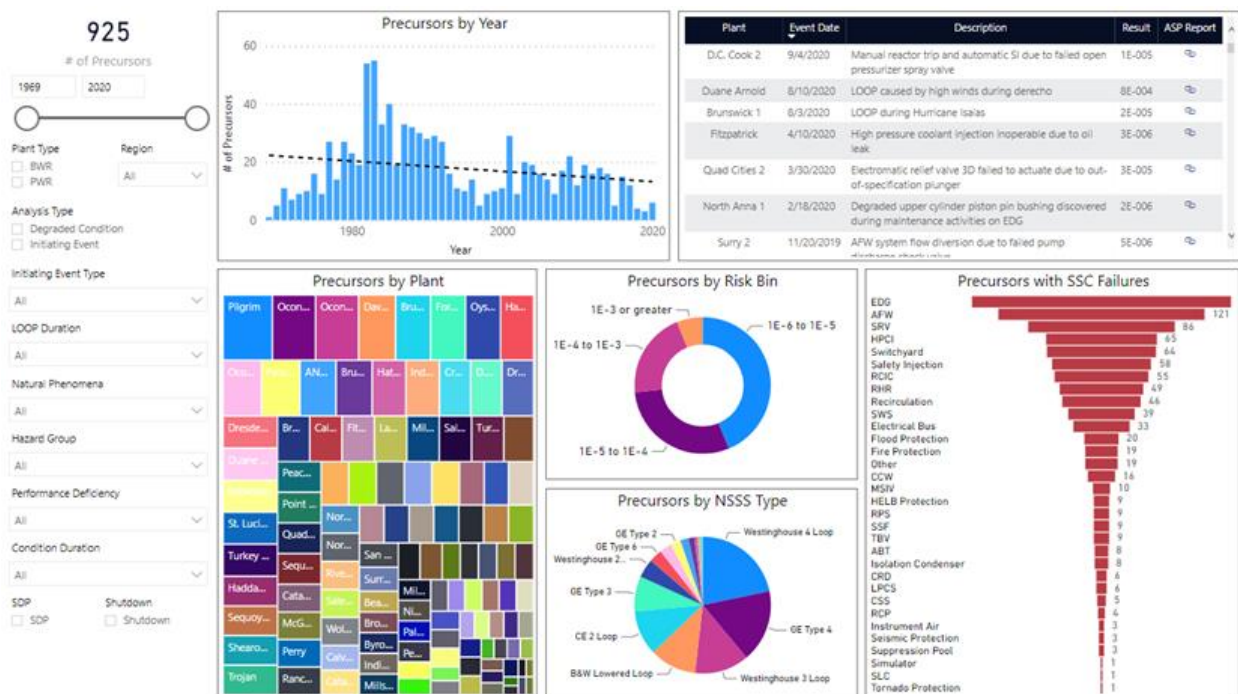 925
# of Precursors
1969 2020
Plant Type Region
BWR
PWR
All
Analysis Type
Degraded Condition
Initiating Event
Initiating Event Type
All
LOOP Duration
All
Natural Phenomena
All
Hazard Group
All
Performance Deficiency
All
Condition Duration
All
SDP Shutdown
SDP Shutdown
Precursors by Year
# of Precursors
60
40
20
0
1980 2000 2020
Year
Plant Event Date Description Result ASP Report
D.C. Cook 2 9/4/2020 Manual reactor trip and automatic SI due to failed open 1E-005
pressurizer spray valve
Duane Arnold 8/10/2020 LOOP caused by high winds during derecho 8E-004
Brunswick 1 8/3/2020 LOOP during Hurricane Isaias 2E-005
Fitzpatrick 4/10/2020 High pressure coolant injection inoperable due to oil 3E-006
leak
Quad Cities 2 3/30/2020 Electromatic relief valve 3D failed to actuate due to out- 3E-005
of-specification plunger
North Anna 1 2/18/2020 Degraded upper cylinder piston pin bushing discovered 2E-006
during maintenance activities on EDG
Surry 2 11/20/2019 AFW system flow diversion due to failed pump 5E-006
discharge check valve
Precursors by Plant
Pilgrim Ocon... Ocon... Dav... Bru... For... Oys... Ha...
Oco... AN... Bru... Hat... Ind... Cr... D.... Dr...
Dresde... Br... Cal... Fit... La... Mil... Sal... Tur...
Duane ... Peac...
Point ... Nor...
St. Luci... Quad... Nor... San ...
Turkey ... Sequ... Rive... Surr...
Hadda... Cata... Sale... Bea... Mil...
Sequoy... McG... Wol... Bro... Ni...
Shearo... Perry Calv... Byro... Pal...
Trojan Ranc... Cata... Indi... Pe...
Mills...
Precursors by Risk Bin
1E-3 or greater
1E-6 to 1E-5
1E-4 to 1E-3
1E-5 to 1E-4
Precursors by NSSS Type
GE Type 2
Westinghouse 4 Loop
GE Type 6
Westinghouse 2...
GE Type 3
GE Type 4
CE 2 Loop
B&W Lowered Loop
Westinghouse 3 Loop
Precursors with SSC Failures
EDG
AFW 121
SRV 86
HPCI 65
Switchyard 64
Safety Injection 58
RCIC 55
RHR 49
Recirculation 46
SWS 39
Electrical Bus 33
Flood Protection 20
Fire Protection 19
Other 19
CCW 16
MSIV 10
HELB Protection 9
RPS 9
SSF 9
TBV 9
ABT 8
Isolation Condenser 8
CRD 6
LPCS 6
CSS 5
RCP 4
Instrument Air 3
Seismic Protection 3
Suppression Pool 3
Simulator 1
SLC 1
Tornado Protection 1